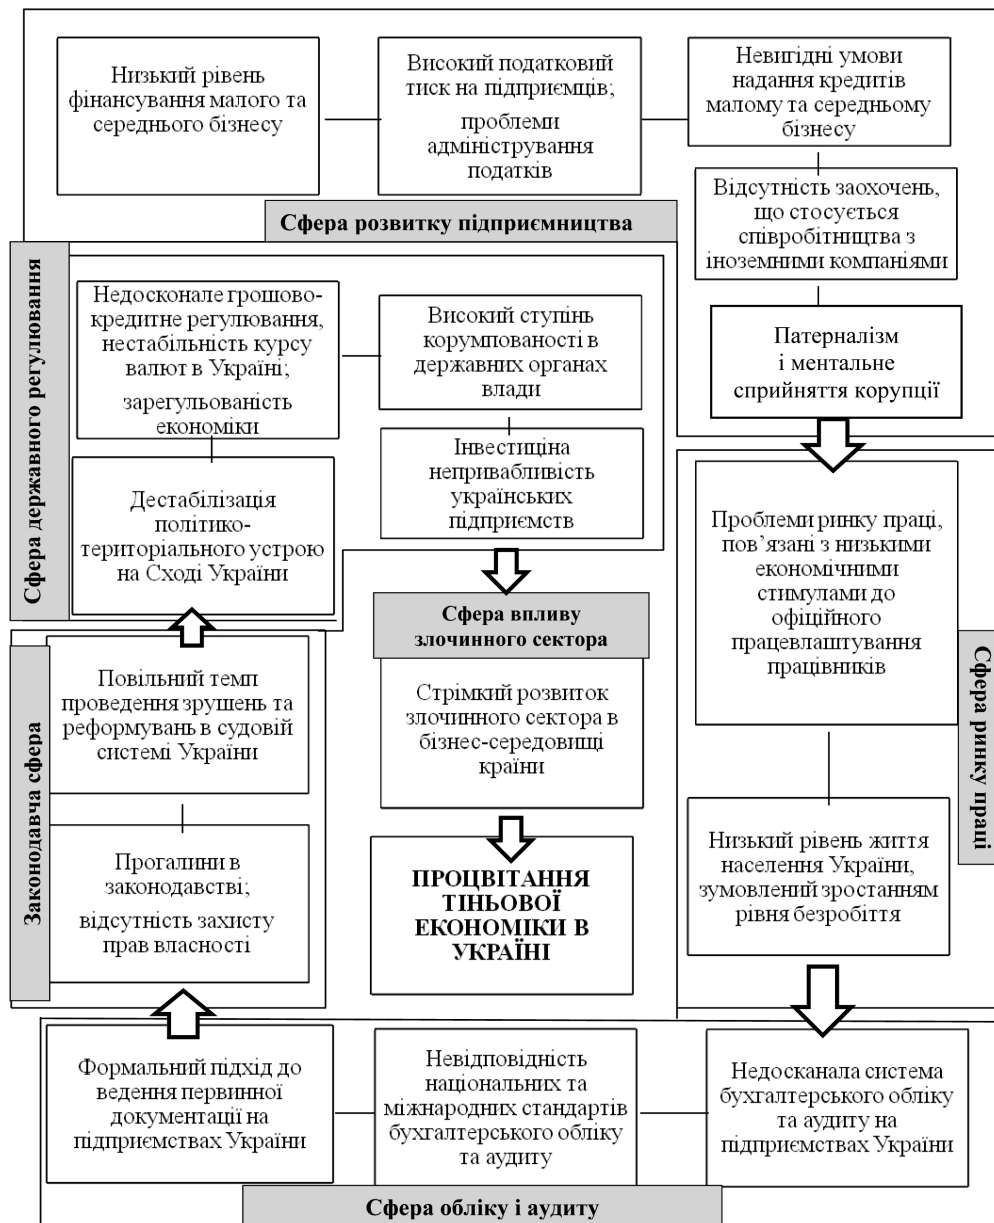 Низький рівень
фінансування малого та
середнього бізнесу
Високий податковий
тиск на підприємців;
проблеми
адміністрування
податків
Невигідні умови
надання кредитів
малому та середньому
бізнесу
Відсутність заохочень,
що стосується
співробітництва з
іноземними компаніями
Сфера розвитку підприємництва
Патерналізм
і ментальне
сприйняття корупції
Сфера державного регулювання
Недосконале грошово-
кредитне регулювання,
нестабільність курсу
валют в Україні;
зарегульованість
економіки
Високий ступінь
корумпованості в
державних органах
влади
Інвестиціна
непривабливість
українських
підприємств
Дестабілізація
політико-
територіального устрою
на Сході України
Проблеми ринку праці,
пов’язані з низькими
економічними
стимулами до
офіційного
працевлаштування
працівників
Сфера ринку праці
Сфера впливу
злочинного сектора
Стрімкий розвиток
злочинного сектора в
бізнес-середовищі
країни
Законодавча сфера
Повільний темп
проведення зрушень та
реформувань в судовій
системі України
Прогалини в
законодавстві;
відсутність захисту
прав власності
ПРОЦВІТАННЯ
ТІНЬОВОЇ
ЕКОНОМІКИ В
УКРАЇНІ
Низький рівень життя
населення України,
зумовлений зростанням
рівня безробіття
Формальний підхід до
ведення первинної
документації на
підприємствах України
Невідповідність
національних та
міжнародних стандартів
бухгалтерського обліку
та аудиту
Недосканала система
бухгалтерського обліку
та аудиту на
підприємствах України
Сфера обліку і аудиту